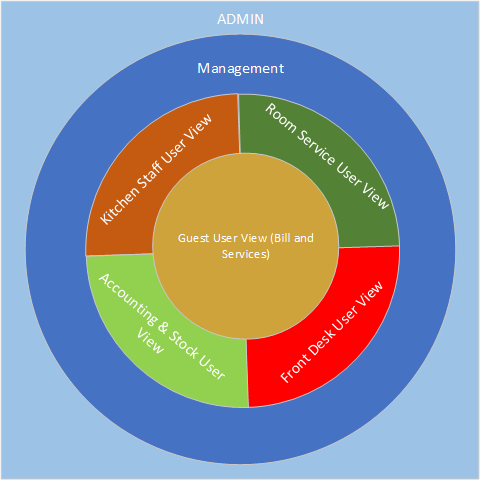 ADMIN
Management
Kitchen Staff User View
Room Service User View
Guest User View (Bill and
Services)
Accounting & Stock User
View
Front Desk User View